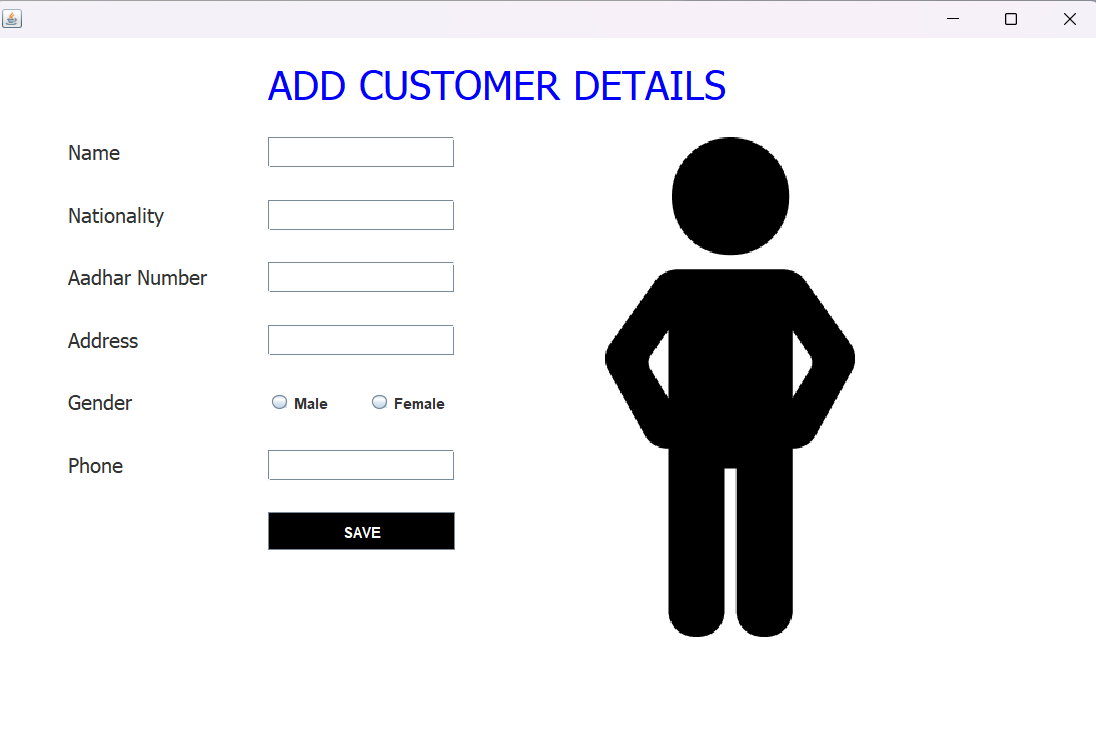 ADD CUSTOMER DETAILS
Name
Nationality
Aadhar Number
Address
Gender Male Female
Phone
SAVE